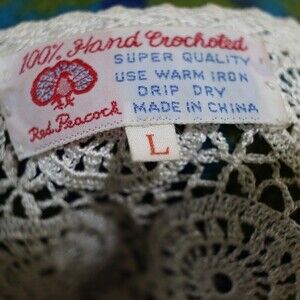 100% Hand Crocheted
SUPER QUALITY
USE WARM IRON
DRIP DRY
MADE IN CHINA
Red Peacock
L